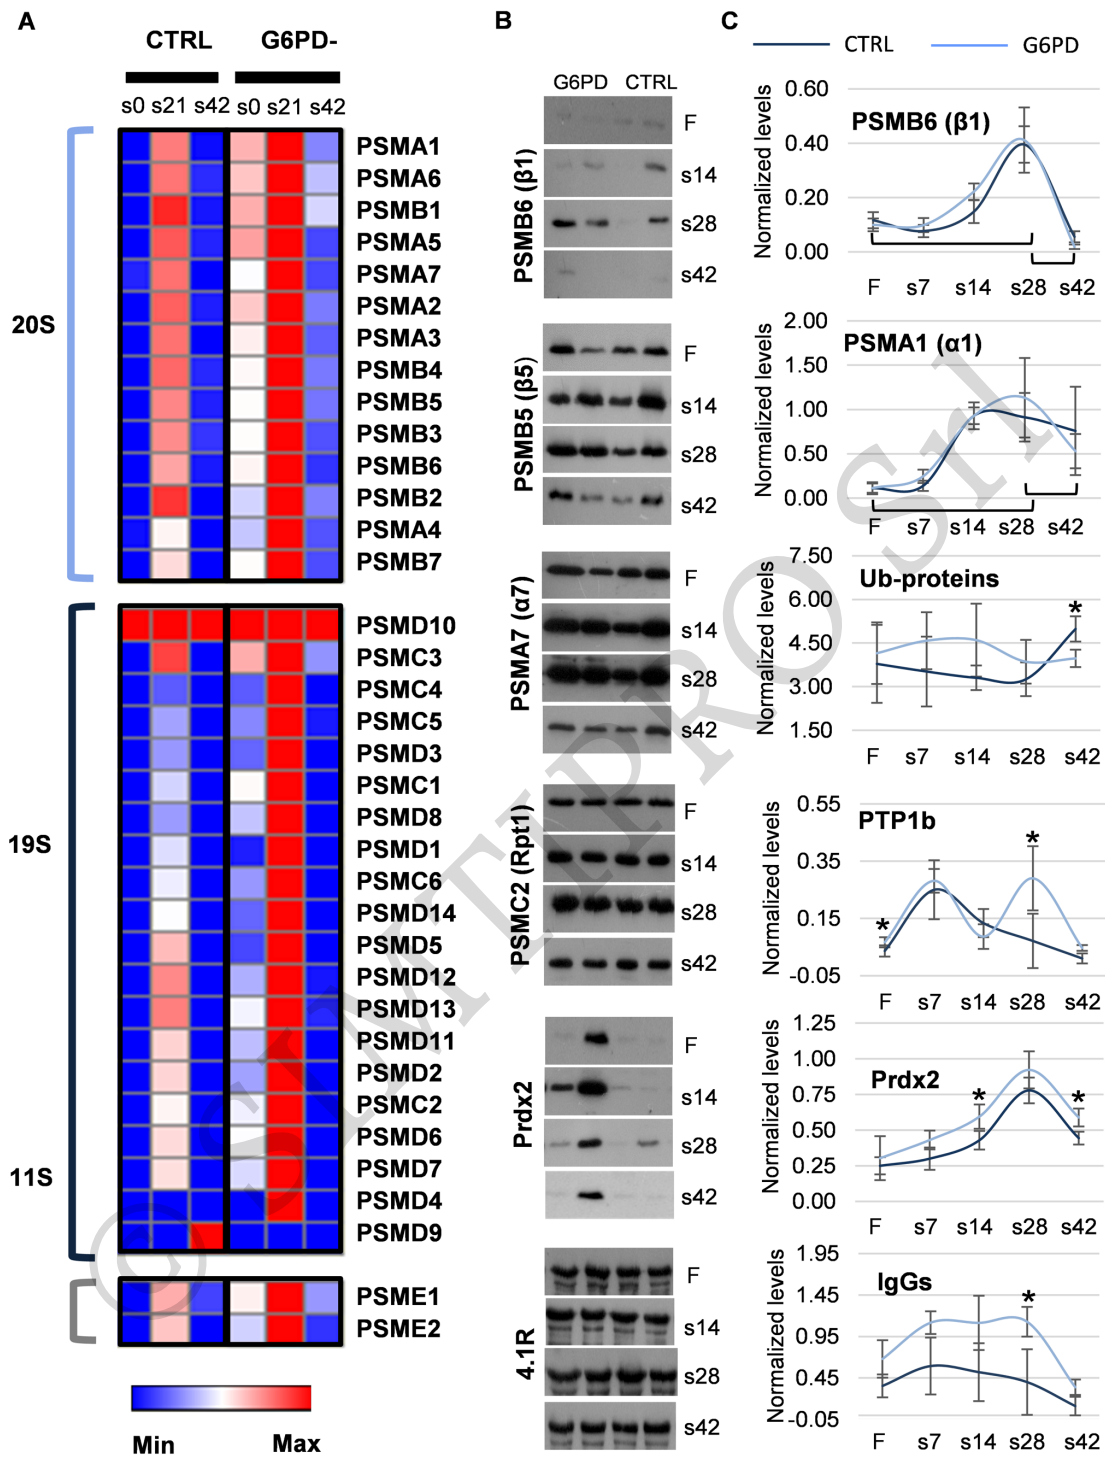 A
CTRL G6PD-
s0 s21 s42 s0 s21 s42
20S
PSMA1
PSMA6
PSMB1
PSMA5
PSMA7
PSMA2
PSMA3
PSMB4
PSMB5
PSMB3
PSMB6
PSMB2
PSMA4
PSMB7
19S
PSMD10
PSMC3
PSMC4
PSMC5
PSMD3
PSMC1
PSMD8
PSMD1
PSMC6
PSMD14
PSMD5
PSMD12
PSMD13
PSMD11
PSMD2
PSMC2
PSMD6
PSMD7
PSMD4
PSMD9
11S
PSME1
PSME2
Min Max
B
G6PD CTRL
PSMB6 (β1)
F
s14
s28
s42
PSMB5 (β5)
F
s14
s28
s42
PSMA7 (α7)
F
s14
s28
s42
PSMC2 (Rpt1)
F
s14
s28
s42
Prdx2
F
s14
s28
s42
4.1R
F
s14
s28
s42
C
CTRL G6PD
PSMB6 (β1)
Normalized levels
0.60
0.40
0.20
0.00
F s7 s14 s28 s42
PSMA1 (α1)
Normalized levels
2.00
1.50
1.00
0.50
0.00
F s7 s14 s28 s42
Ub-proteins
Normalized levels
7.50
6.00
4.50
3.00
1.50
*
F s7 s14 s28 s42
PTP1b
Normalized levels
0.55
0.35
0.15
-0.05
* *
F s7 s14 s28 s42
Prdx2
Normalized levels
1.25
1.00
0.75
0.50
0.25
0.00
* *
F s7 s14 s28 s42
IgGs
Normalized levels
1.95
1.45
0.95
0.45
-0.05
*
F s7 s14 s28 s42
© SIMTIPRO Srl